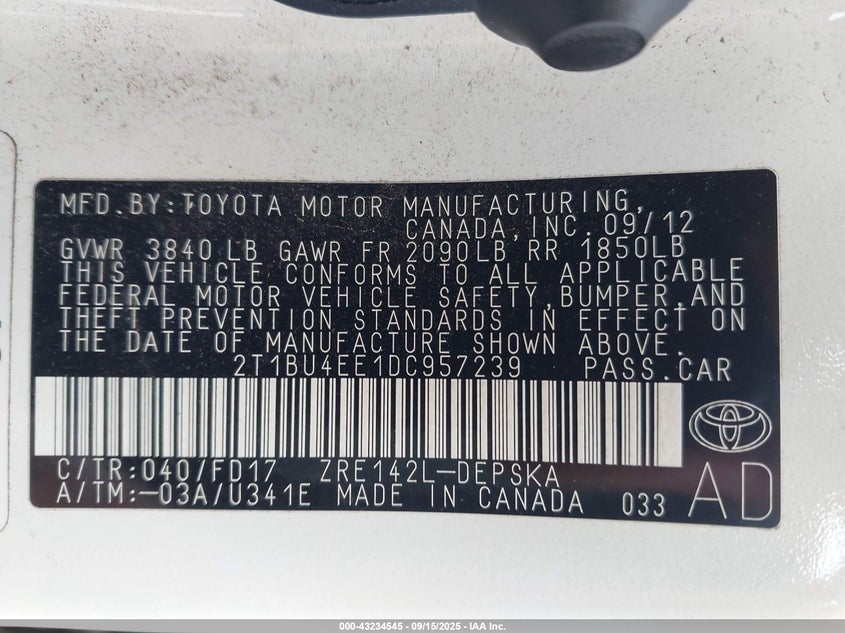 MFD.BY:TOYOTA MOTOR MANUFACTURING,
CANADA,INC. 09/12
GVWR 3840 LB GAWR FR 2090LB RR 1850LB
THIS VEHICLE CONFORMS TO ALL APPLICABLE
FEDERAL MOTOR VEHICLE SAFETY,BUMPER,AND
THEFT PREVENTION STANDARDS IN EFFECT ON
THE DATE OF MANUFACTURE SHOWN ABOVE.
2T1BU4EE1DC957239 PASS.CAR
C/TR:040/FD17 ZRE142L-DEPSKA
A/TM:-03A/U341E MADE IN CANADA 033 AD
000-43234545 - 09/15/2025 - IAA Inc.